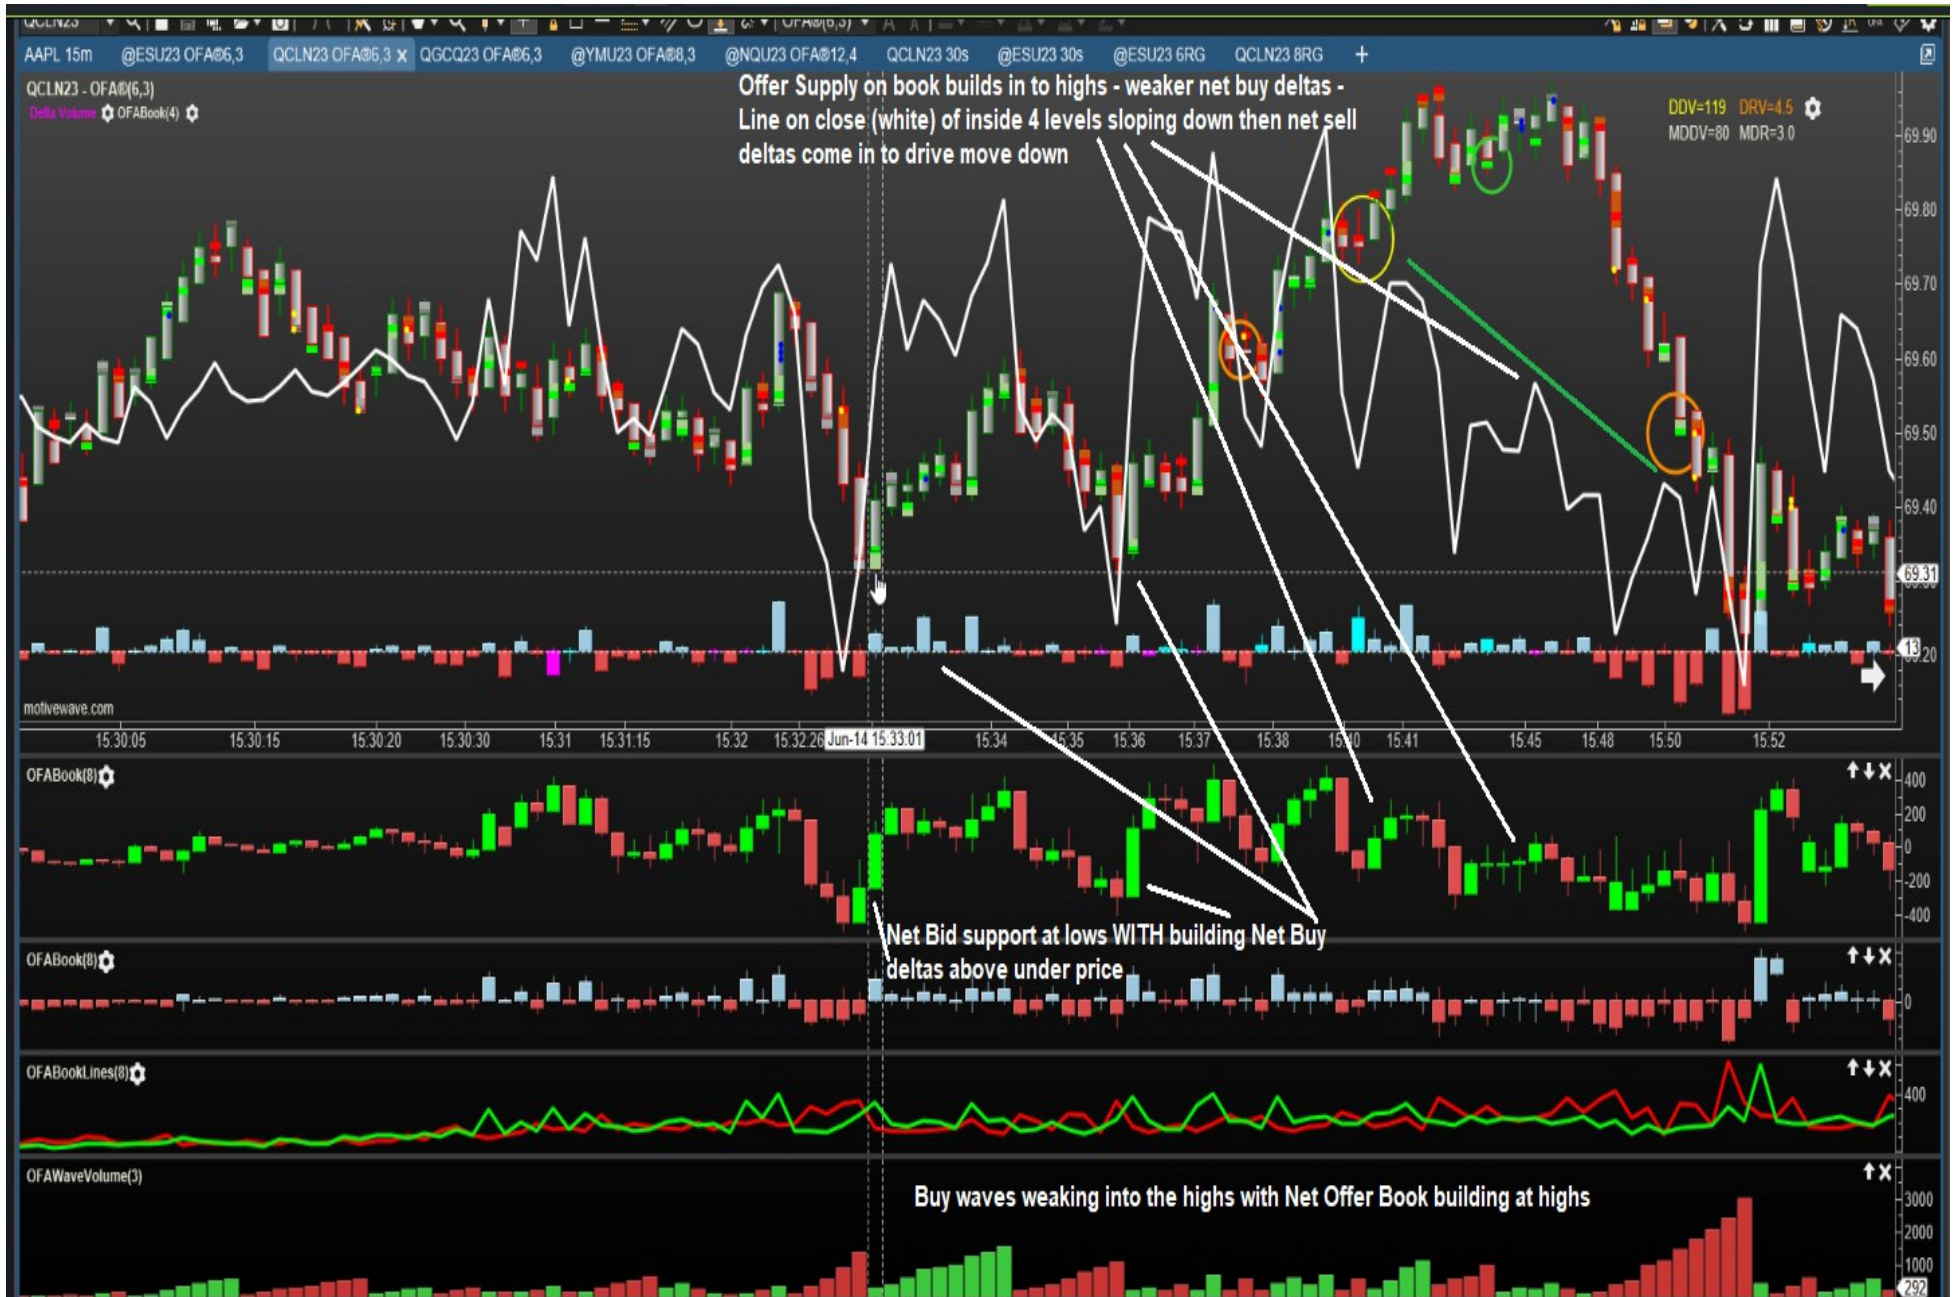 QCLN23 OFA®(6,3)
AAPL 15m @ESU23 OFA®6,3 QCLN23 OFA®6,3 X QGCQ23 OFA®6,3 @YMU23 OFA®8,3 @NQU23 OFA®12,4 QCLN23 30s @ESU23 30s @ESU23 6RG QCLN23 8RG +
QCLN23 - OFA®(6,3)
Delta Volume OFABook(4)
Offer Supply on book builds in to highs - weaker net buy deltas -
Line on close (white) of inside 4 levels sloping down then net sell
deltas come in to drive move down
DDV=119 DRV=4.5
MDDV=80 MDR=3.0
69.90
69.80
69.70
69.60
69.50
69.40
69.31
13
motivewave.com
15:30:05 15:30:15 15:30:20 15:30:30 15:31 15:31:15 15:32 15:32:26 Jun-14 15:33:01 15:34 15:35 15:36 15:37 15:38 15:40 15:41 15:45 15:48 15:50 15:52
OFABook(8)
400
200
0
-200
-400
Net Bid support at lows WITH building Net Buy
deltas above under price
OFABook(8)
0
OFABookLines(8)
400
OFAWaveVolume(3)
Buy waves weaking into the highs with Net Offer Book building at highs
3000
2000
1000
292